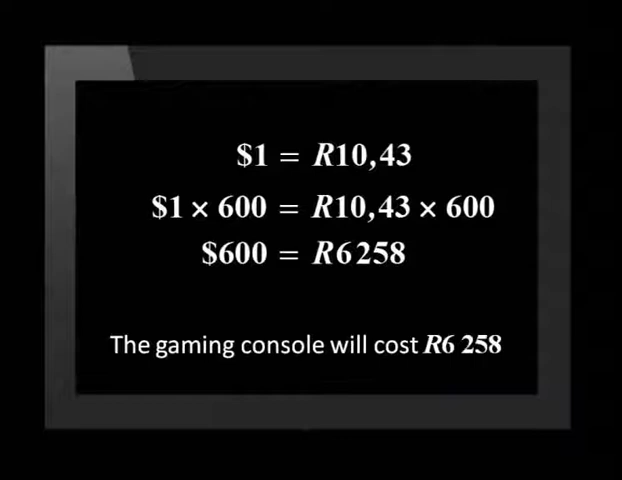 $1 = R10,43
$1 × 600 = R10,43 × 600
$600 = R6 258
The gaming console will cost R6 258